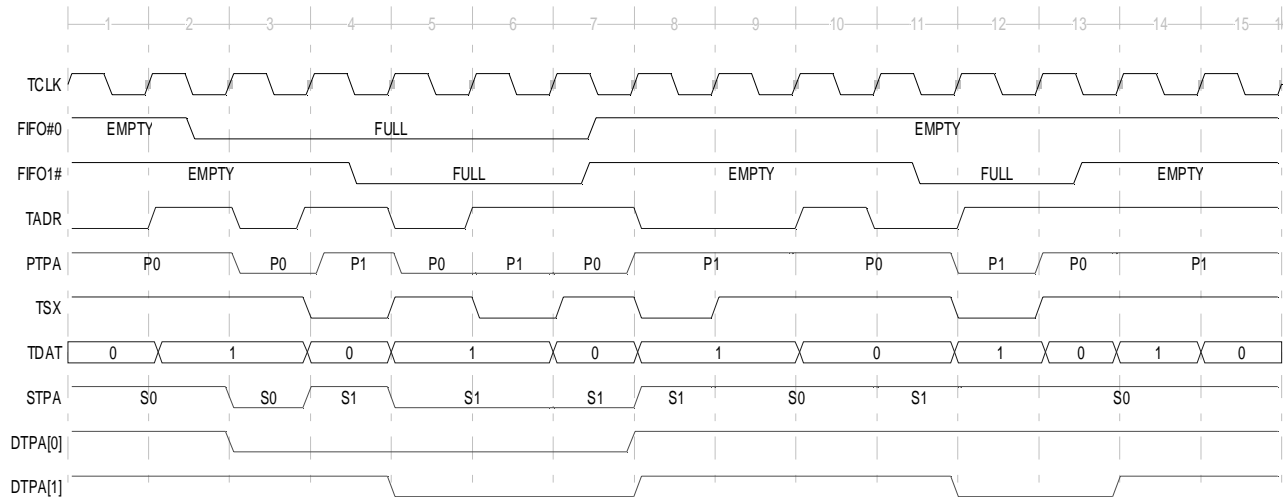 1 2 3 4 5 6 7 8 9 10 11 12 13 14 15 1
TCLK
FIFO#0 EMPTY FULL EMPTY
FIFO1# EMPTY FULL EMPTY FULL EMPTY
TADR
PTPA P0 P0 P1 P0 P1 P0 P1 P0 P1 P0 P1
TSX
TDAT 0 1 0 1 0 1 0 1 0 1 0
STPA S0 S0 S1 S1 S1 S1 S0 S1 S0
DTPA[0]
DTPA[1]